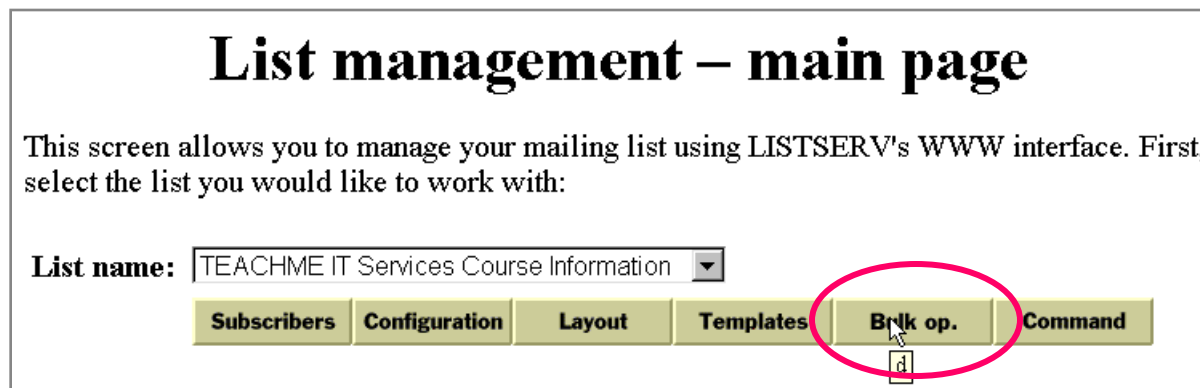 List management – main page
This screen allows you to manage your mailing list using LISTSERV's WWW interface. First,
select the list you would like to work with:
List name: TEACHME IT Services Course Information
Subscribers Configuration Layout Templates Bulk op. Command
d